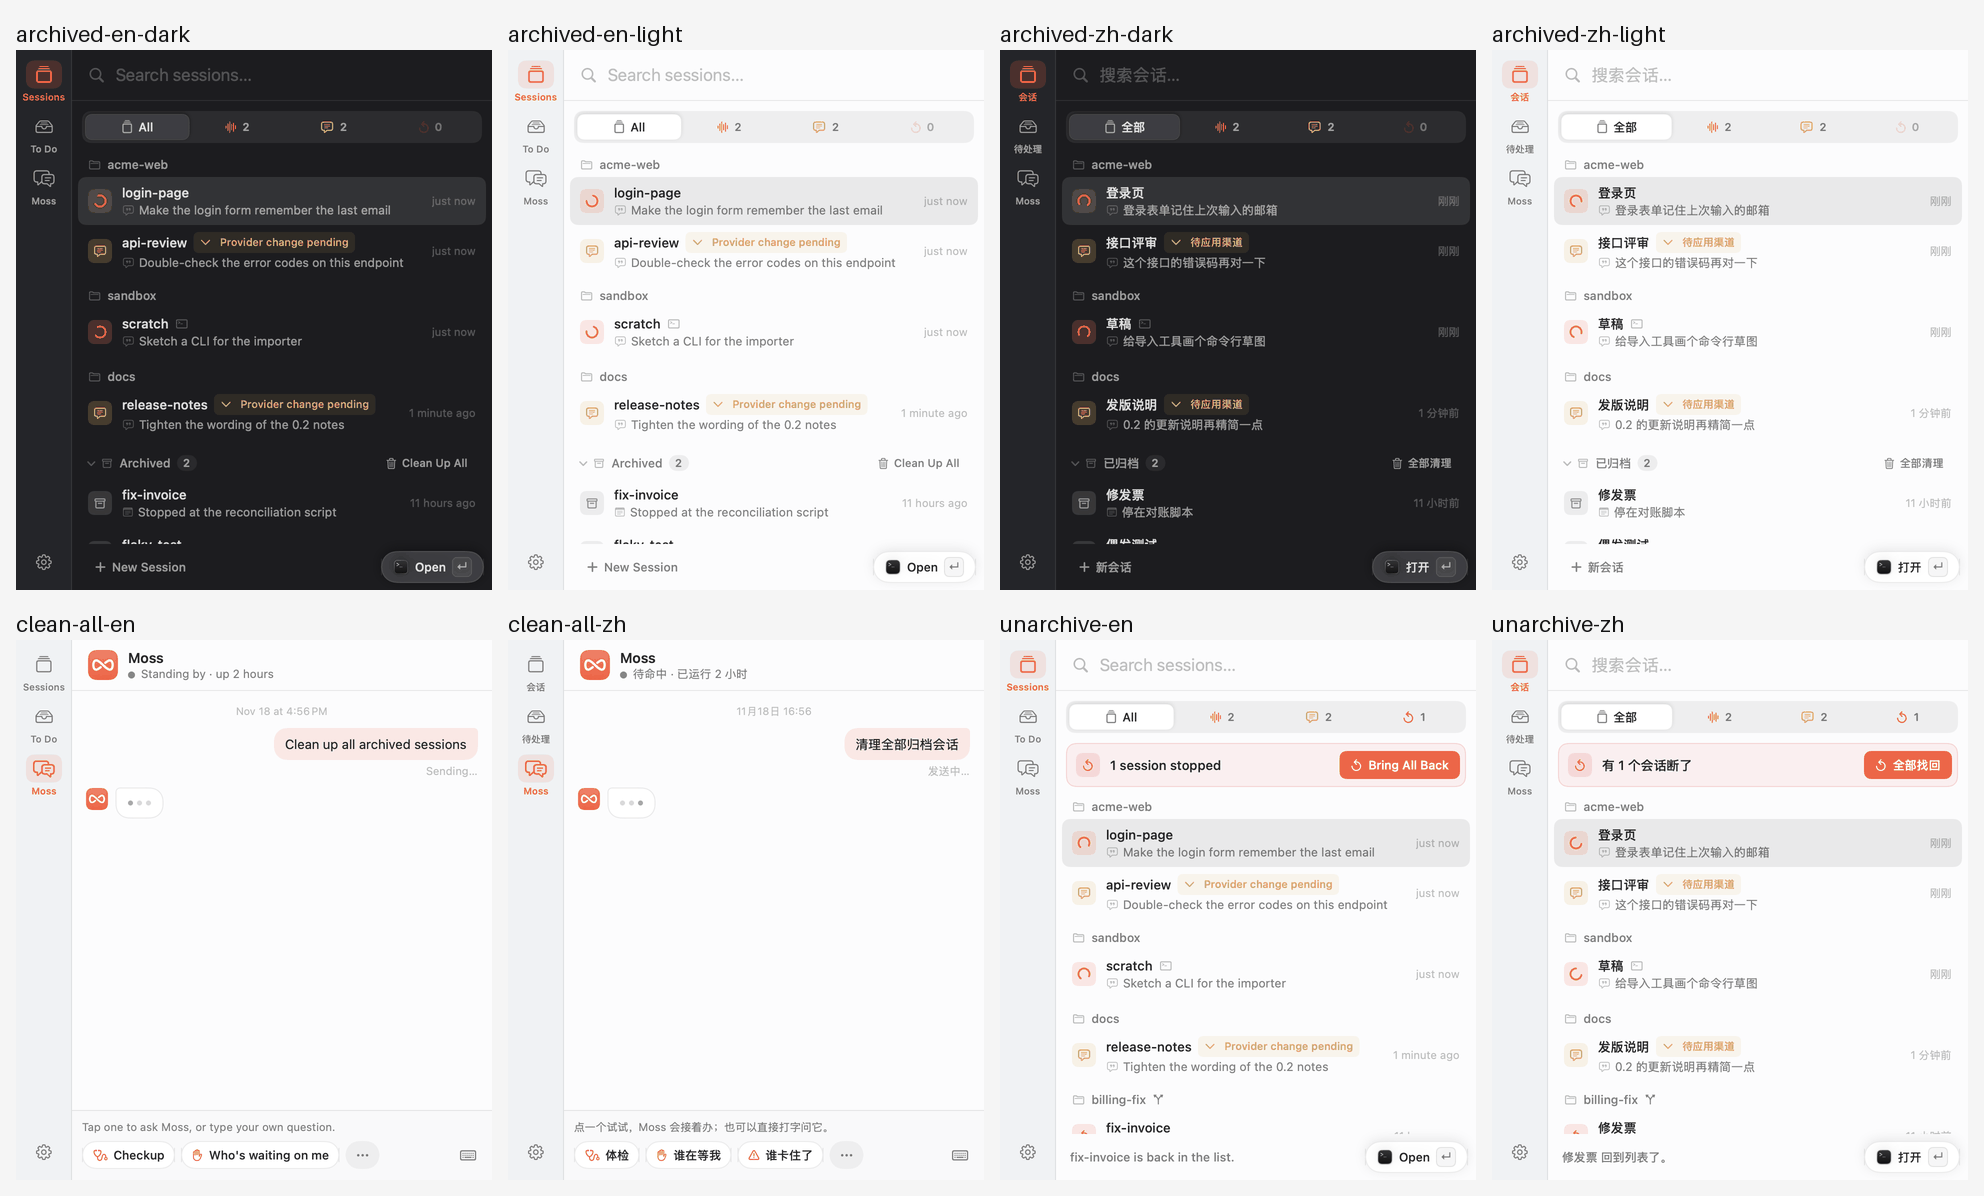 archived-en-dark
Sessions
To Do
Moss
Search sessions...
All
2
2
0
acme-web
login-page
Make the login form remember the last email
just now
api-review
Provider change pending
Double-check the error codes on this endpoint
just now
sandbox
scratch
Sketch a CLI for the importer
just now
docs
release-notes
Provider change pending
Tighten the wording of the 0.2 notes
1 minute ago
Archived 2
Clean Up All
fix-invoice
Stopped at the reconciliation script
11 hours ago
+ New Session
Open
archived-en-light
Sessions
To Do
Moss
Search sessions...
All
2
2
0
acme-web
login-page
Make the login form remember the last email
just now
api-review
Provider change pending
Double-check the error codes on this endpoint
just now
sandbox
scratch
Sketch a CLI for the importer
just now
docs
release-notes
Provider change pending
Tighten the wording of the 0.2 notes
1 minute ago
Archived 2
Clean Up All
fix-invoice
Stopped at the reconciliation script
11 hours ago
+ New Session
Open
archived-zh-dark
会话
待处理
Moss
搜索会话...
全部
2
2
0
acme-web
登录页
登录表单记住上次输入的邮箱
刚刚
接口评审
待应用渠道
这个接口的错误码再对一下
刚刚
sandbox
草稿
给导入工具画个命令行草图
刚刚
docs
发版说明
待应用渠道
0.2 的更新说明再精简一点
1 分钟前
已归档 2
全部清理
修发票
停在对账脚本
11 小时前
+ 新会话
打开
archived-zh-light
会话
待处理
Moss
搜索会话...
全部
2
2
0
acme-web
登录页
登录表单记住上次输入的邮箱
刚刚
接口评审
待应用渠道
这个接口的错误码再对一下
刚刚
sandbox
草稿
给导入工具画个命令行草图
刚刚
docs
发版说明
待应用渠道
0.2 的更新说明再精简一点
1 分钟前
已归档 2
全部清理
修发票
停在对账脚本
11 小时前
+ 新会话
打开
clean-all-en
Sessions
To Do
Moss
Moss
Standing by · up 2 hours
Nov 18 at 4:56 PM
Clean up all archived sessions
Sending...
Tap one to ask Moss, or type your own question.
Checkup
Who's waiting on me
clean-all-zh
会话
待处理
Moss
Moss
待命中 · 已运行 2 小时
11月18日 16:56
清理全部归档会话
发送中...
点一个试试，Moss 会接着办；也可以直接打字问它。
体检
谁在等我
谁卡住了
unarchive-en
Sessions
To Do
Moss
Search sessions...
All
2
2
1
1 session stopped
Bring All Back
acme-web
login-page
Make the login form remember the last email
just now
api-review
Provider change pending
Double-check the error codes on this endpoint
just now
sandbox
scratch
Sketch a CLI for the importer
just now
docs
release-notes
Provider change pending
Tighten the wording of the 0.2 notes
1 minute ago
billing-fix
fix-invoice
fix-invoice is back in the list.
Open
unarchive-zh
会话
待处理
Moss
搜索会话...
全部
2
2
1
有 1 个会话断了
全部找回
acme-web
登录页
登录表单记住上次输入的邮箱
刚刚
接口评审
待应用渠道
这个接口的错误码再对一下
刚刚
sandbox
草稿
给导入工具画个命令行草图
刚刚
docs
发版说明
待应用渠道
0.2 的更新说明再精简一点
1 分钟前
billing-fix
修发票
修发票 回到列表了。
打开